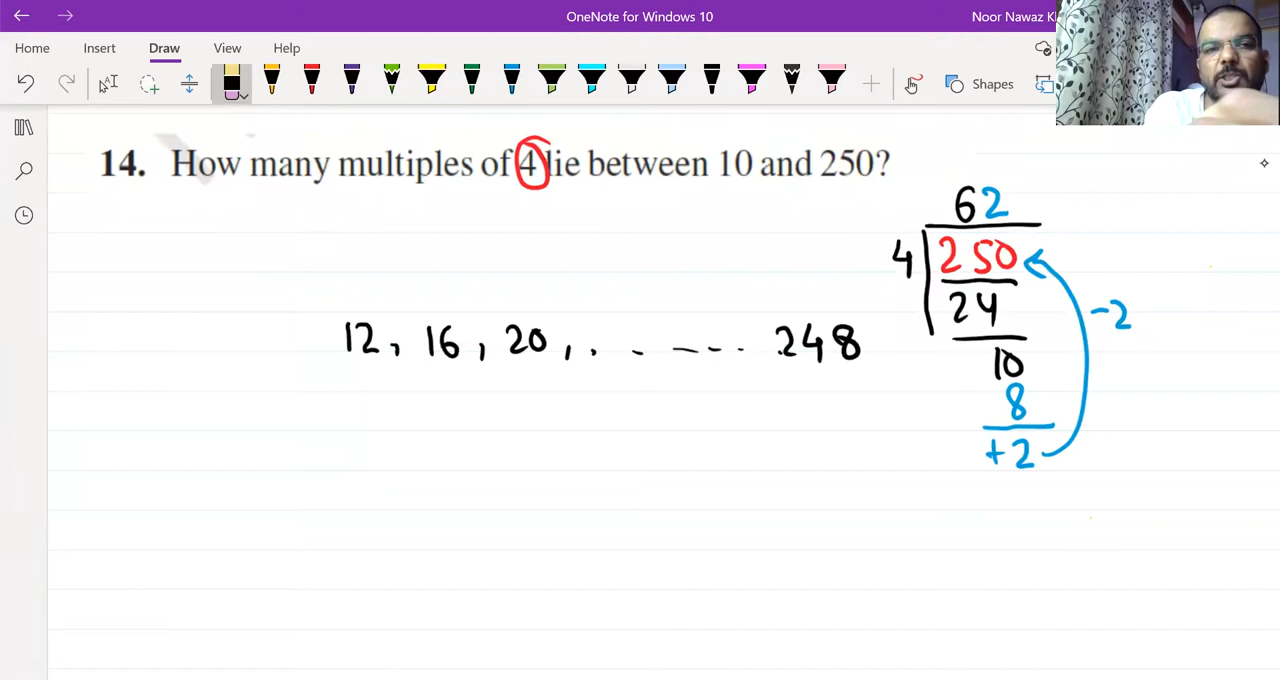 OneNote for Windows 10
Noor Nawaz K
Home Insert Draw View Help
Shapes
14. How many multiples of 4 lie between 10 and 250?
62
4 250
24
10
8
+2
-2
12, 16, 20, . . - - - . . 248